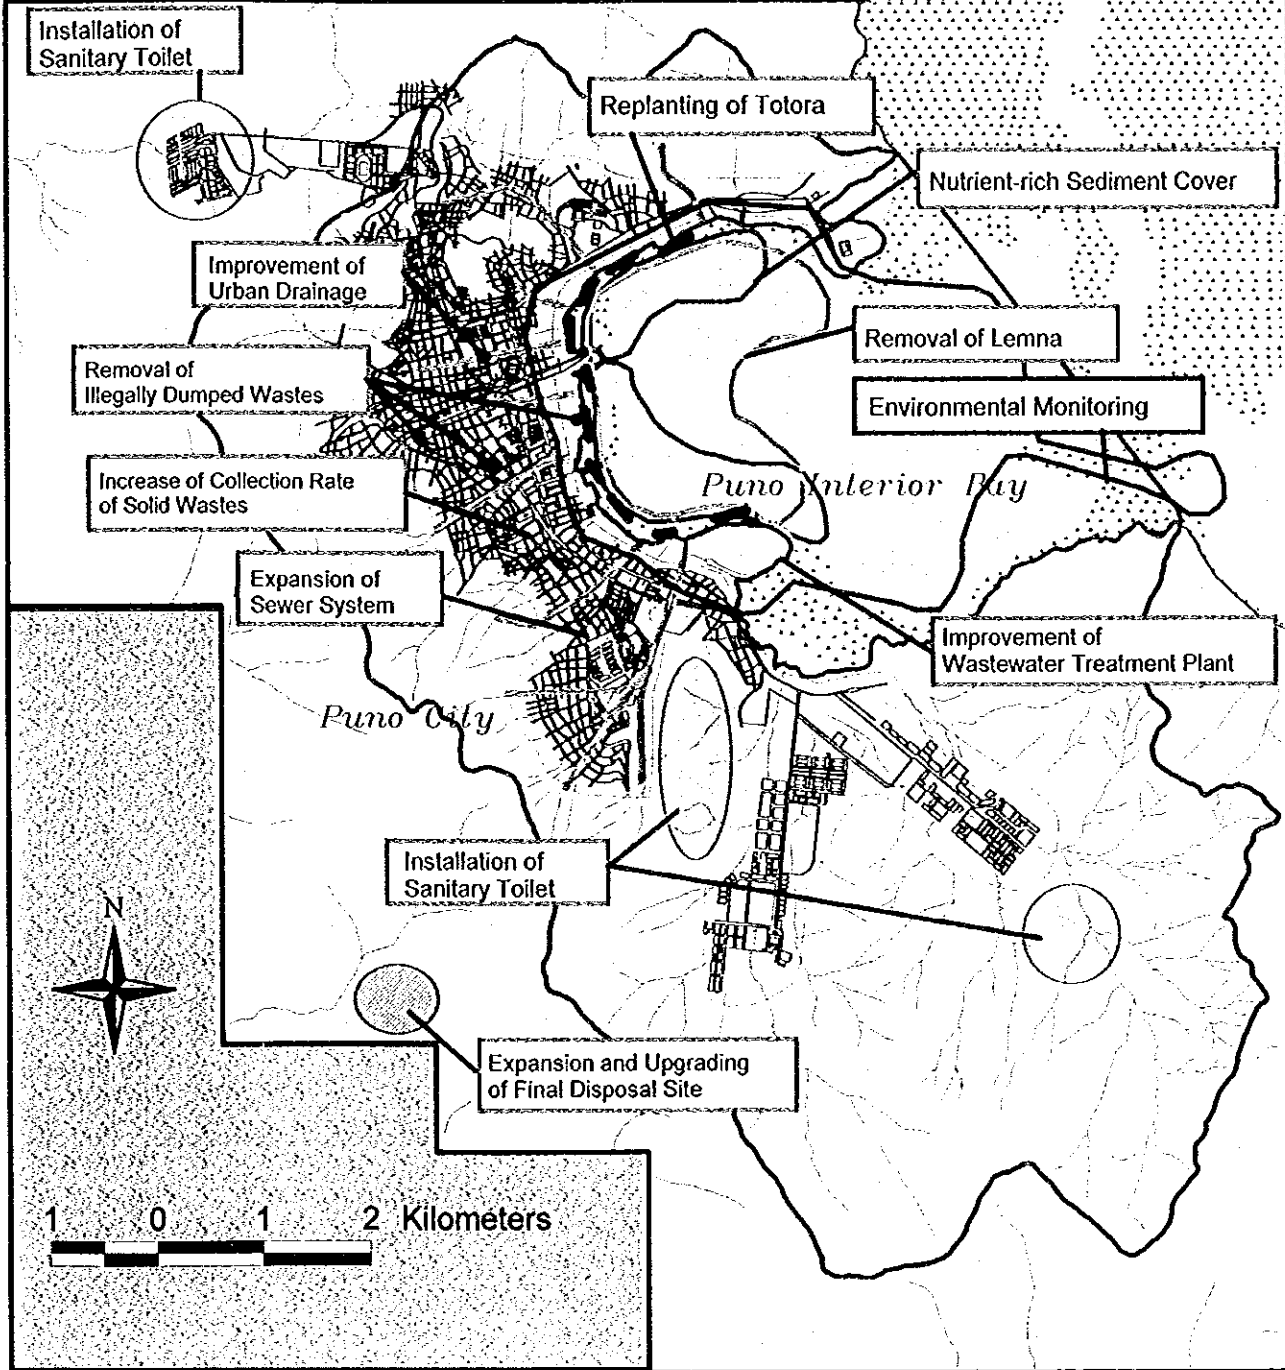 Installation of
Sanitary Toilet
Replanting of Totora
Nutrient-rich Sediment Cover
Improvement of
Urban Drainage
Removal of Lemna
Removal of
Illegally Dumped Wastes
Environmental Monitoring
Increase of Collection Rate
of Solid Wastes
Puno Interior Bay
Expansion of
Sewer System
Improvement of
Wastewater Treatment Plant
Puno City
Installation of
Sanitary Toilet
N
Expansion and Upgrading
of Final Disposal Site
1 0 1 2 Kilometers